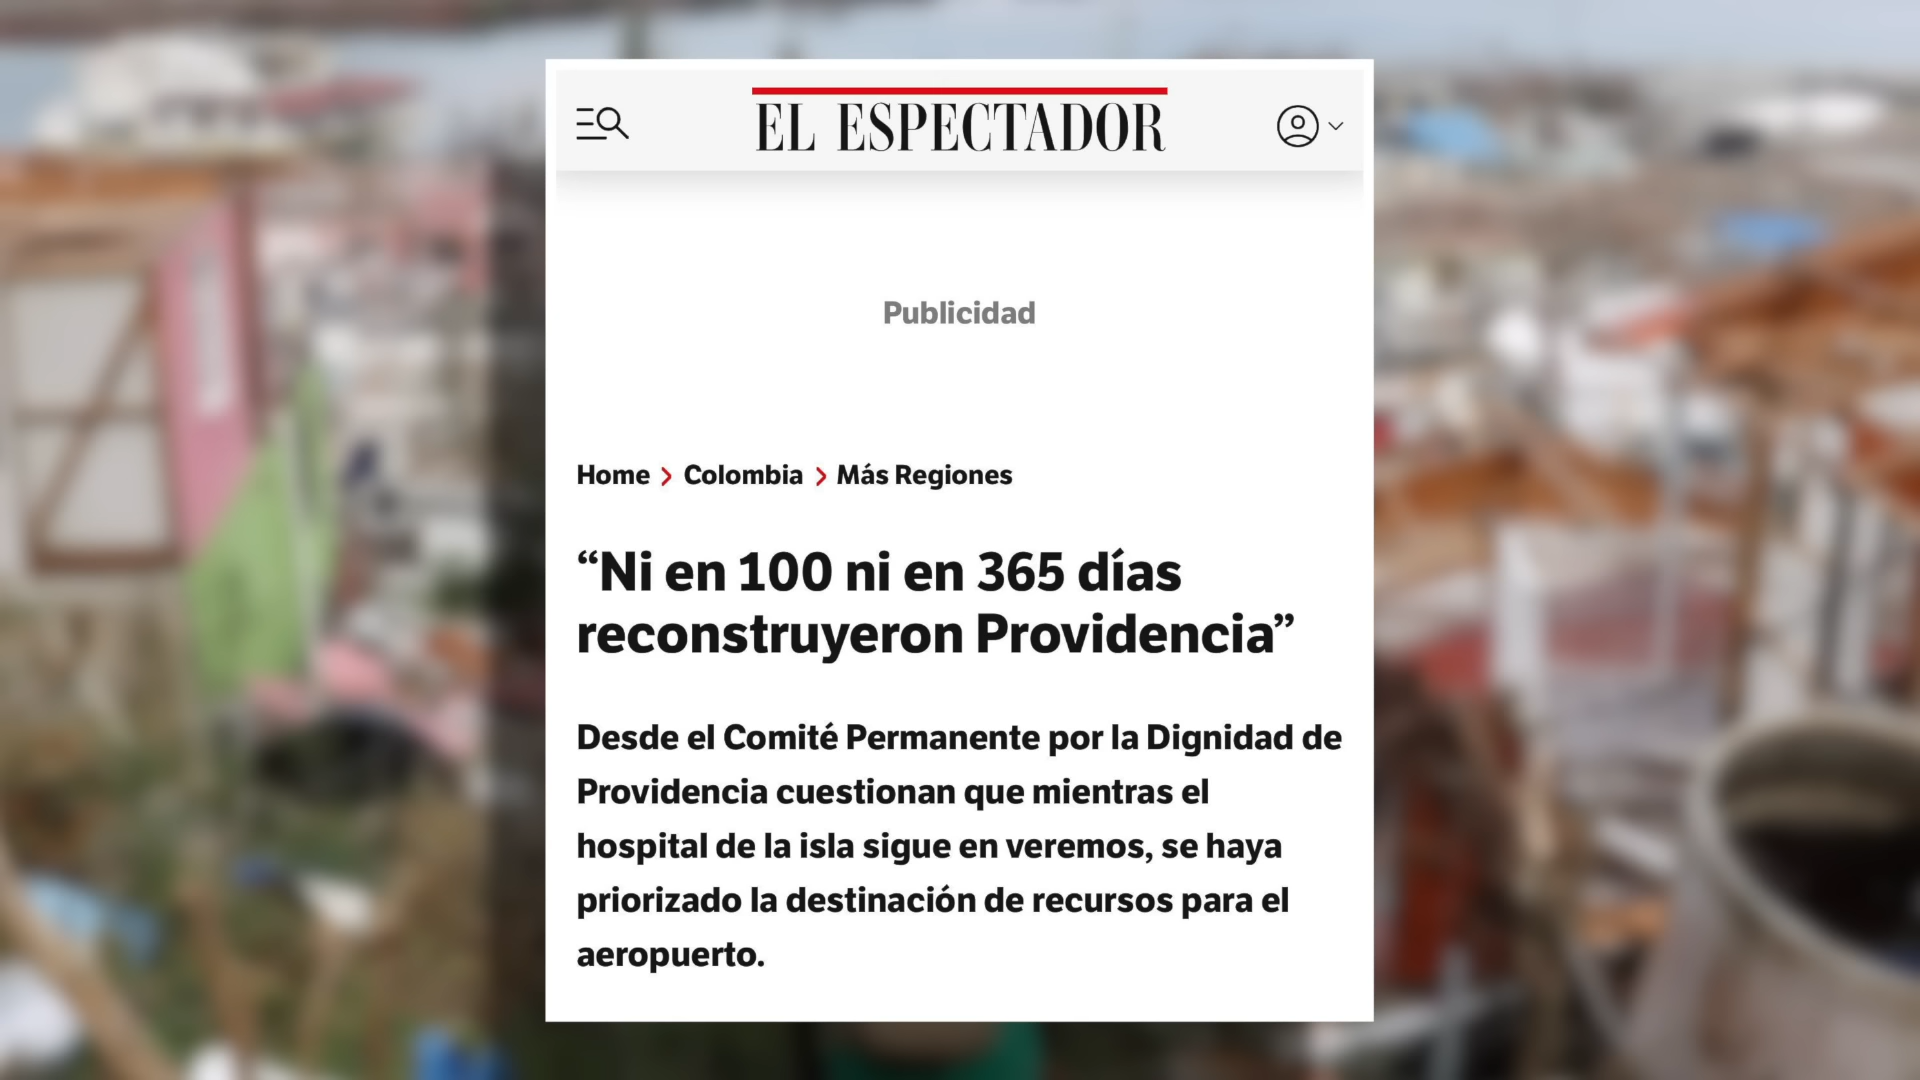 EL ESPECTADOR
Publicidad
Home > Colombia > Más Regiones
“Ni en 100 ni en 365 días
reconstruyeron Providencia”
Desde el Comité Permanente por la Dignidad de
Providencia cuestionan que mientras el
hospital de la isla sigue en veremos, se haya
priorizado la destinación de recursos para el
aeropuerto.